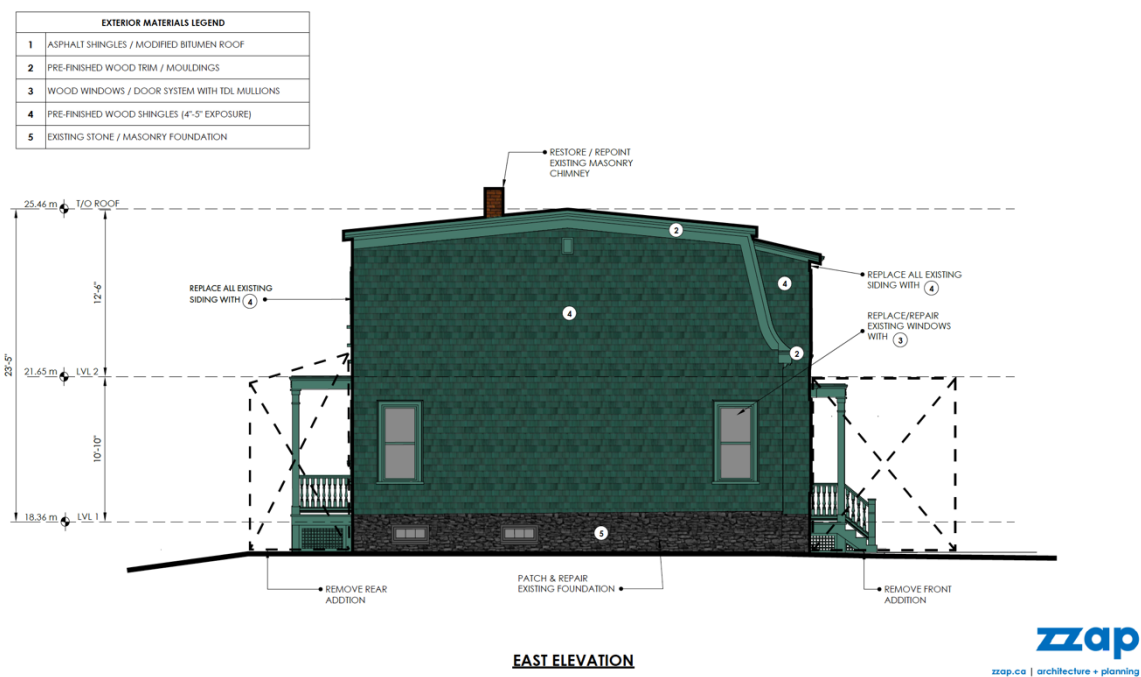 EXTERIOR MATERIALS LEGEND
1 ASPHALT SHINGLES / MODIFIED BITUMEN ROOF
2 PRE-FINISHED WOOD TRIM / MOULDINGS
3 WOOD WINDOWS / DOOR SYSTEM WITH TDL MULLIONS
4 PRE-FINISHED WOOD SHINGLES (4"-5" EXPOSURE)
5 EXISTING STONE / MASONRY FOUNDATION
RESTORE / REPOINT
EXISTING MASONRY
CHIMNEY
25.46 m T/O ROOF
2
4
REPLACE ALL EXISTING
SIDING WITH 4
REPLACE ALL EXISTING
SIDING WITH 4
12'-6"
4
REPLACE/REPAIR
EXISTING WINDOWS
WITH 3
2
23'-5"
21.65 m LVL 2
10'-10"
18.36 m LVL 1
5
REMOVE REAR
ADDTION
PATCH & REPAIR
EXISTING FOUNDATION
REMOVE FRONT
ADDITION
EAST ELEVATION
zzap
zzap.ca | architecture + planning